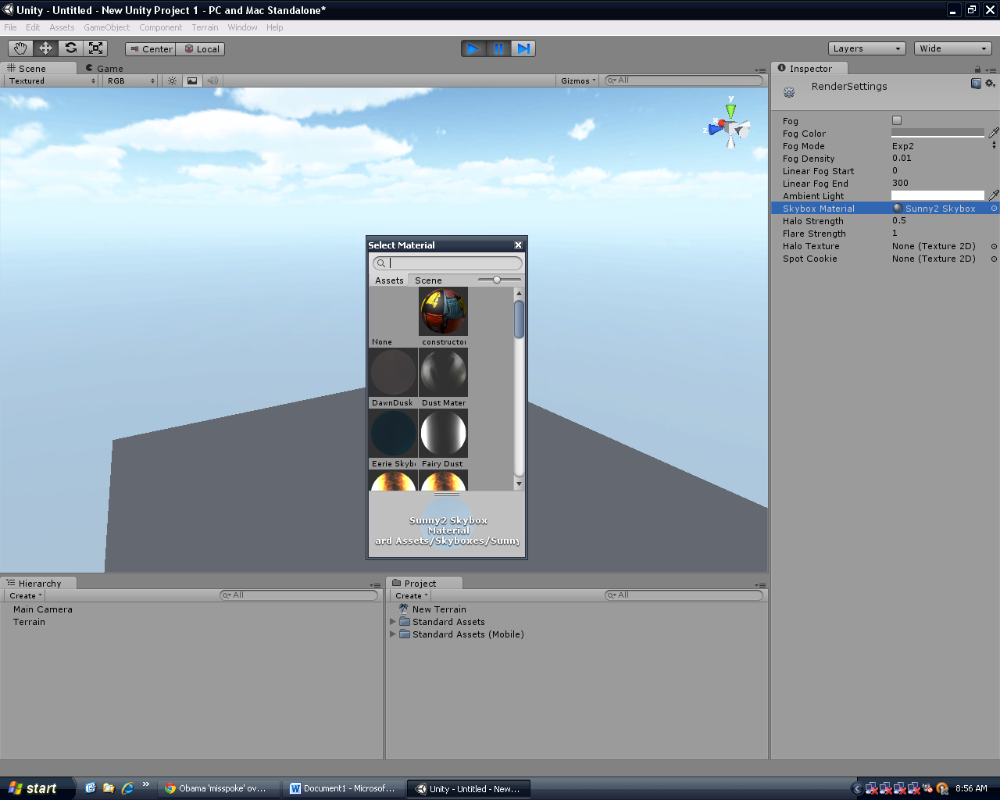 Unity - Untitled - New Unity Project 1 - PC and Mac Standalone*
File Edit Assets GameObject Component Terrain Window Help
Center Local
Layers Wide
Scene Game
Textured RGB Gizmos All
y
x
z
Inspector
RenderSettings
Fog
Fog Color
Fog Mode Exp2
Fog Density 0.01
Linear Fog Start 0
Linear Fog End 300
Ambient Light
Skybox Material Sunny2 Skybox
Halo Strength 0.5
Flare Strength 1
Halo Texture None (Texture 2D)
Spot Cookie None (Texture 2D)
Select Material
Assets Scene
None constructor
DawnDusk Dust Mater
Eerie Skyb Fairy Dust
Sunny2 Skybox
Material
ard Assets/Skyboxes/Sunny
Hierarchy
Create All
Main Camera
Terrain
Project
Create All
New Terrain
Standard Assets
Standard Assets (Mobile)
start
Obama 'misspoke' ov...
Document1 - Microsof...
Unity - Untitled - New...
8:56 AM